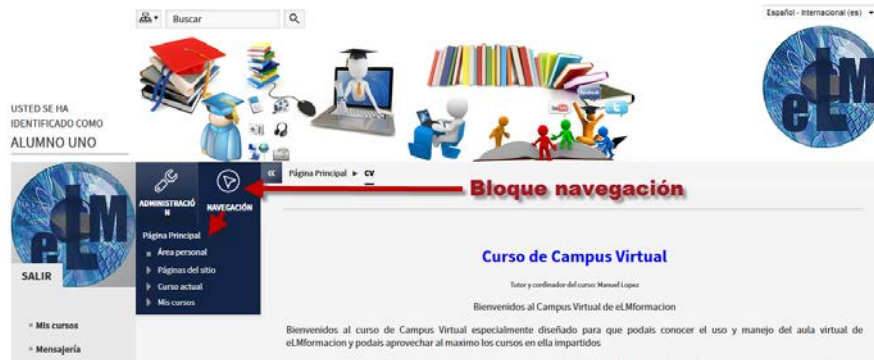 Buscar
Español - Internacional (es)
USTED SE HA
IDENTIFICADO COMO
ALUMNO UNO
eLM
YouTube
facebook
Página Principal ► CV
ADMINISTRACIÓ
N
NAVEGACIÓN
Bloque navegación
eLM
SALIR
Página Principal
Área personal
Páginas del sitio
Curso actual
Mis cursos
Mis cursos
Mensajería
Curso de Campus Virtual
Tutor y cordinador del curso: Manuel Lopez
Bienvenidos al Campus Virtual de eLMformacion
Bienvenidos al curso de Campus Virtual especialmente diseñado para que podais conocer el uso y manejo del aula virtual de
eLMformacion y podais aprovechar al maximo los cursos en ella impartidos